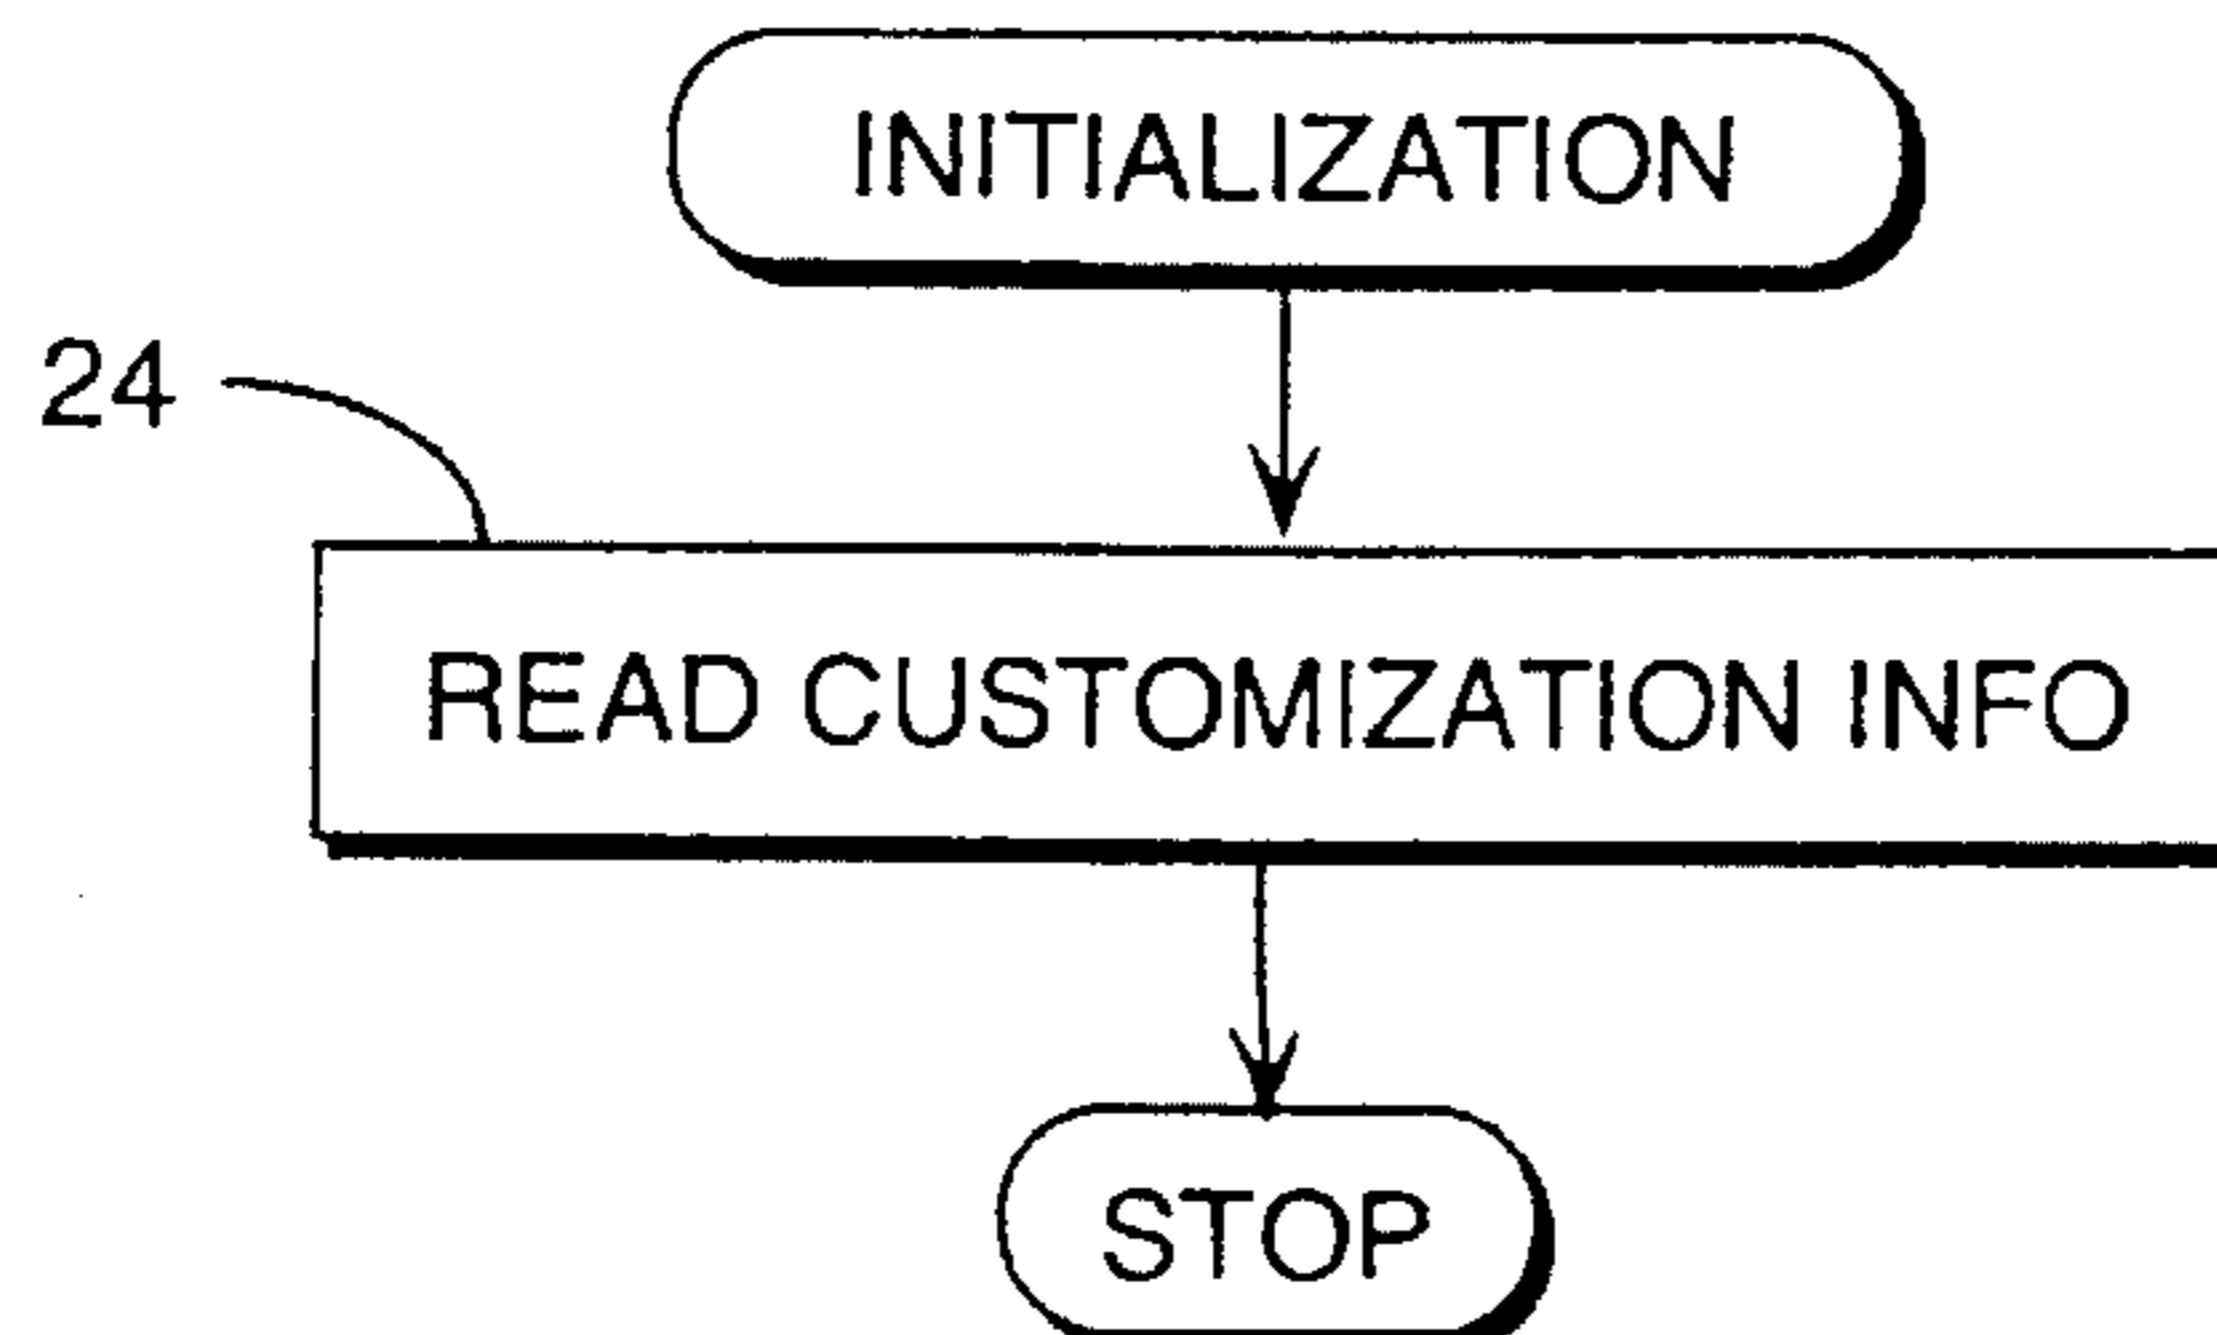 INITIALIZATION
24
READ CUSTOMIZATION INFO
STOP